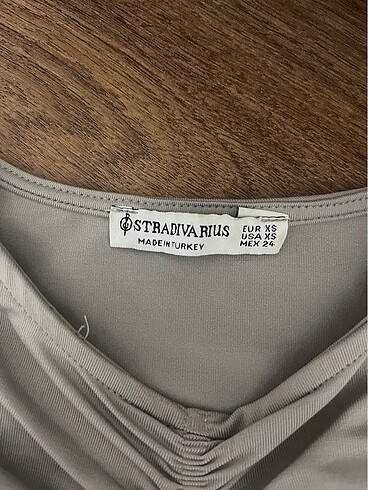 STRADIVARIUS
MADE IN TURKEY
EUR XS
USA XS
MEX 24